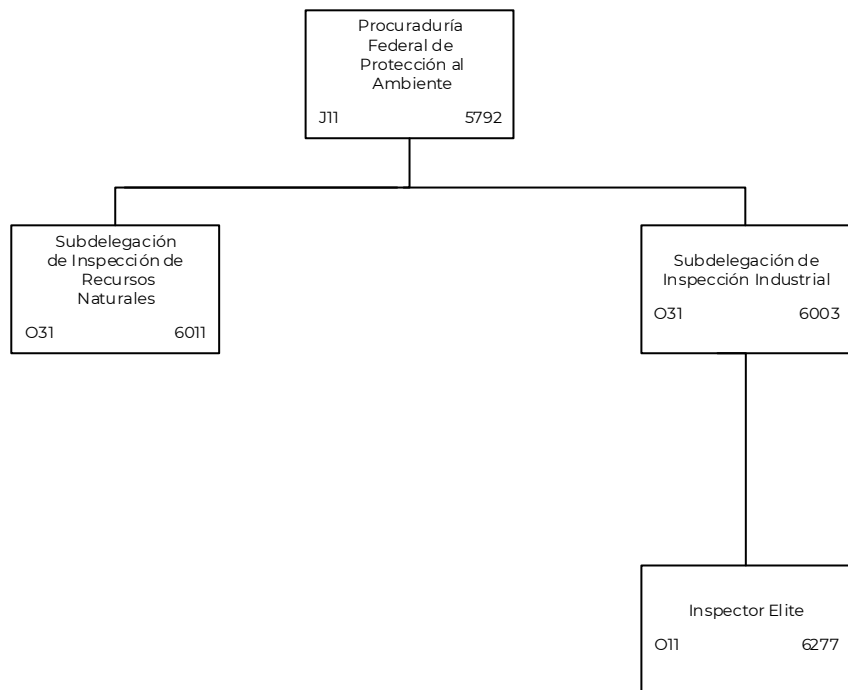 Procuraduría
Federal de
Protección al
Ambiente
J11 5792
Subdelegación
de Inspección de
Recursos
Naturales
O31 6011
Subdelegación de
Inspección Industrial
O31 6003
Inspector Elite
O11 6277